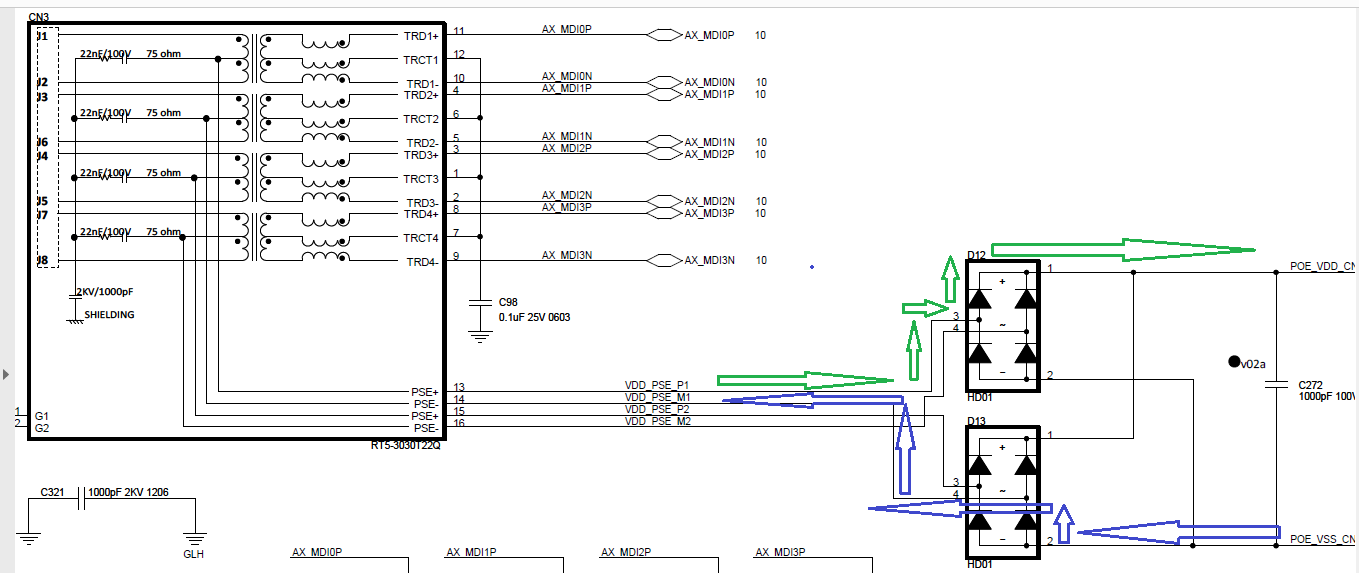 CN3
J1
22nF/100V 75 ohm
J2
J3
22nF/100V 75 ohm
J6
J4
22nF/100V 75 ohm
J5
J7
22nF/100V 75 ohm
J8
2KV/1000pF
SHIELDING
TRD1+ 11 AX_MDI0P AX_MDI0P 10
TRCT1 12
TRD1- 10 AX_MDI0N AX_MDI0N 10
TRD2+ 4 AX_MDI1P AX_MDI1P 10
TRCT2 6
TRD2- 5 AX_MDI1N AX_MDI1N 10
TRD3+ 3 AX_MDI2P AX_MDI2P 10
TRCT3 1
TRD3- 2 AX_MDI2N AX_MDI2N 10
TRD4+ 8 AX_MDI3P AX_MDI3P 10
TRCT4 7
TRD4- 9 AX_MDI3N AX_MDI3N 10
C98
0.1uF 25V 0603
PSE+ 13 VDD_PSE_P1
PSE- 14 VDD_PSE_M1
PSE+ 15 VDD_PSE_P2
PSE- 16 VDD_PSE_M2
1 G1
2 G2
RT5-3030T22Q
D12
+
1
3
4
~
-
2
HD01
D13
+
1
3
4
~
-
2
HD01
POE_VDD_CN
v02a
C272
1000pF 100V
POE_VSS_CN
C321 1000pF 2KV 1206
GLH
AX_MDI0P AX_MDI1P AX_MDI2P AX_MDI3P